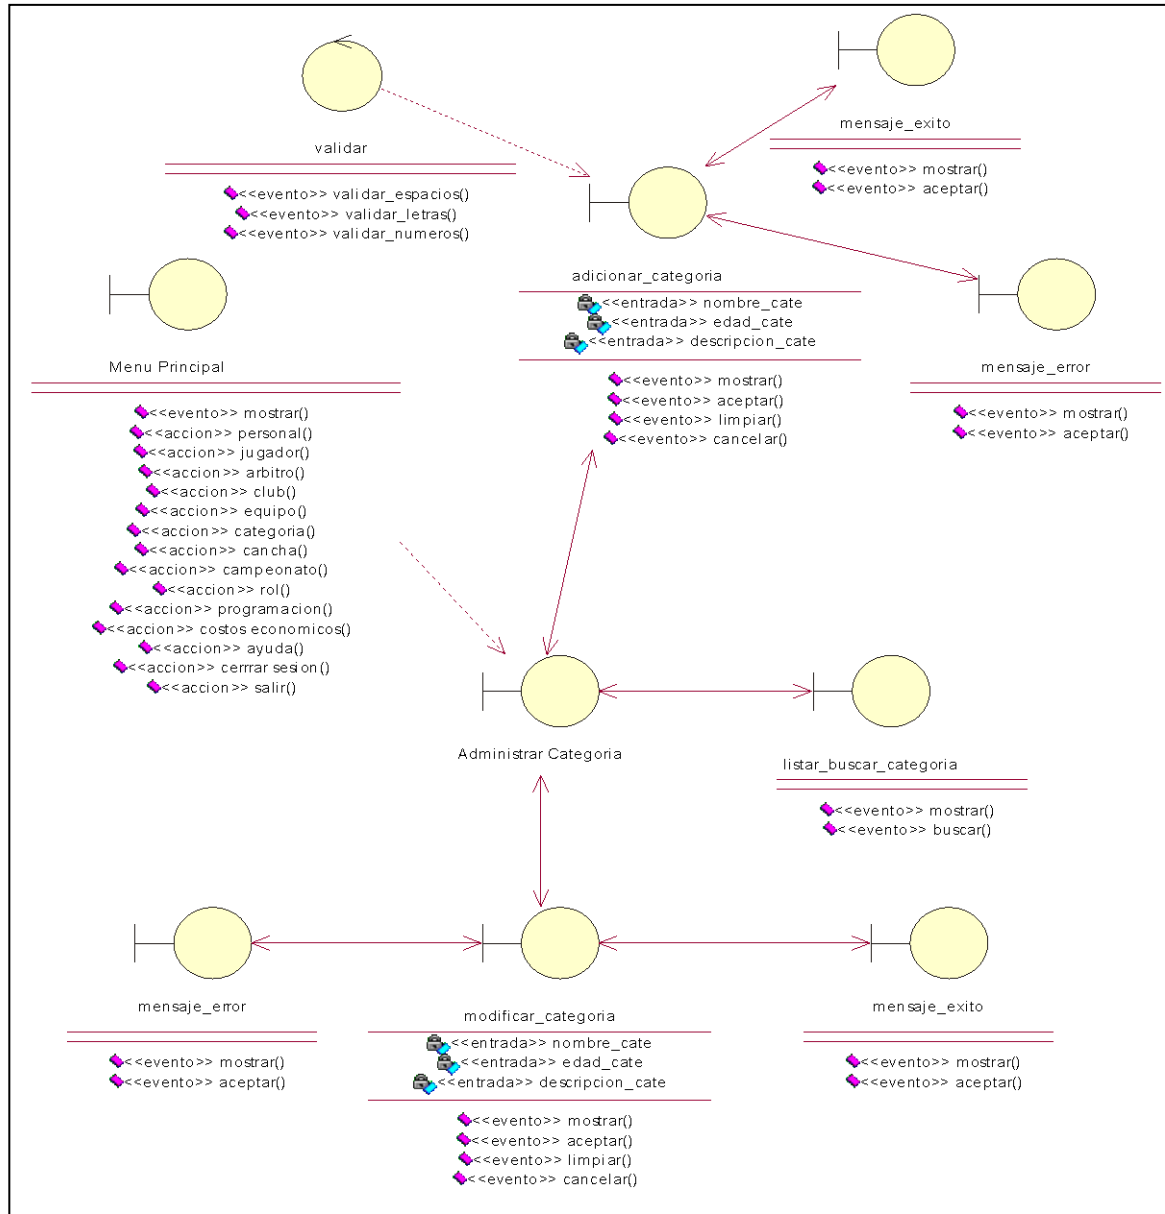 validar
<<evento>> validar_espacios()
<<evento>> validar_letras()
<<evento>> validar_numeros()
mensaje_exito
<<evento>> mostrar()
<<evento>> aceptar()
adicionar_categoria
<<entrada>> nombre_cate
<<entrada>> edad_cate
<<entrada>> descripcion_cate
<<evento>> mostrar()
<<evento>> aceptar()
<<evento>> limpiar()
<<evento>> cancelar()
mensaje_error
<<evento>> mostrar()
<<evento>> aceptar()
Menu Principal
<<evento>> mostrar()
<<accion>> personal()
<<accion>> jugador()
<<accion>> arbitro()
<<accion>> club()
<<accion>> equipo()
<<accion>> categoria()
<<accion>> cancha()
<<accion>> campeonato()
<<accion>> rol()
<<accion>> programacion()
<<accion>> costos economicos()
<<accion>> ayuda()
<<accion>> cerrrar sesion()
<<accion>> salir()
Administrar Categoria
listar_buscar_categoria
<<evento>> mostrar()
<<evento>> buscar()
mensaje_error
<<evento>> mostrar()
<<evento>> aceptar()
modificar_categoria
<<entrada>> nombre_cate
<<entrada>> edad_cate
<<entrada>> descripcion_cate
<<evento>> mostrar()
<<evento>> aceptar()
<<evento>> limpiar()
<<evento>> cancelar()
mensaje_exito
<<evento>> mostrar()
<<evento>> aceptar()